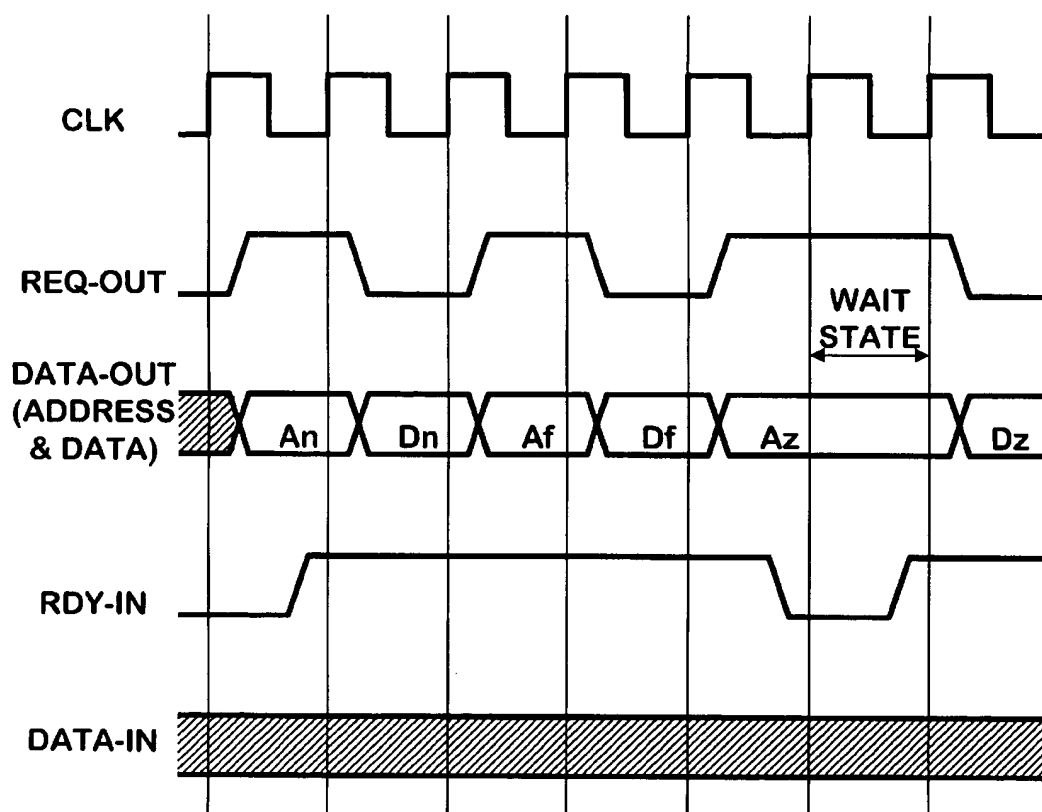 CLK
REQ-OUT
WAIT
STATE
DATA-OUT
(ADDRESS
& DATA)
An
Dn
Af
Df
Az
Dz
RDY-IN
DATA-IN